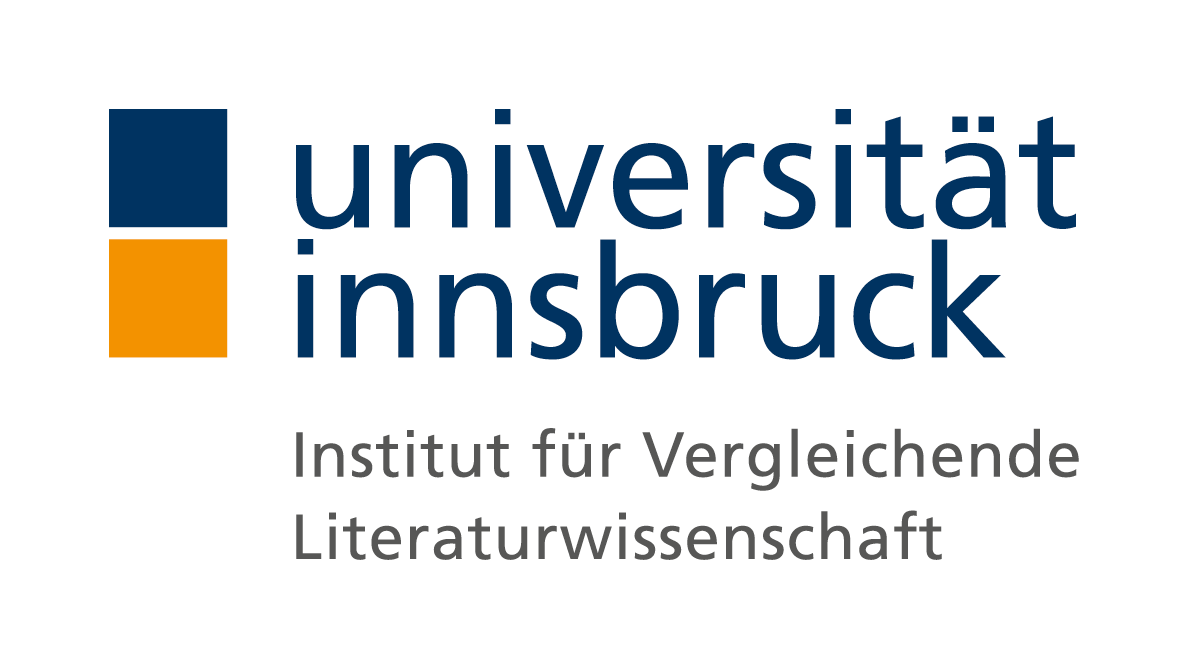 universität
innsbruck
Institut für Vergleichende
Literaturwissenschaft